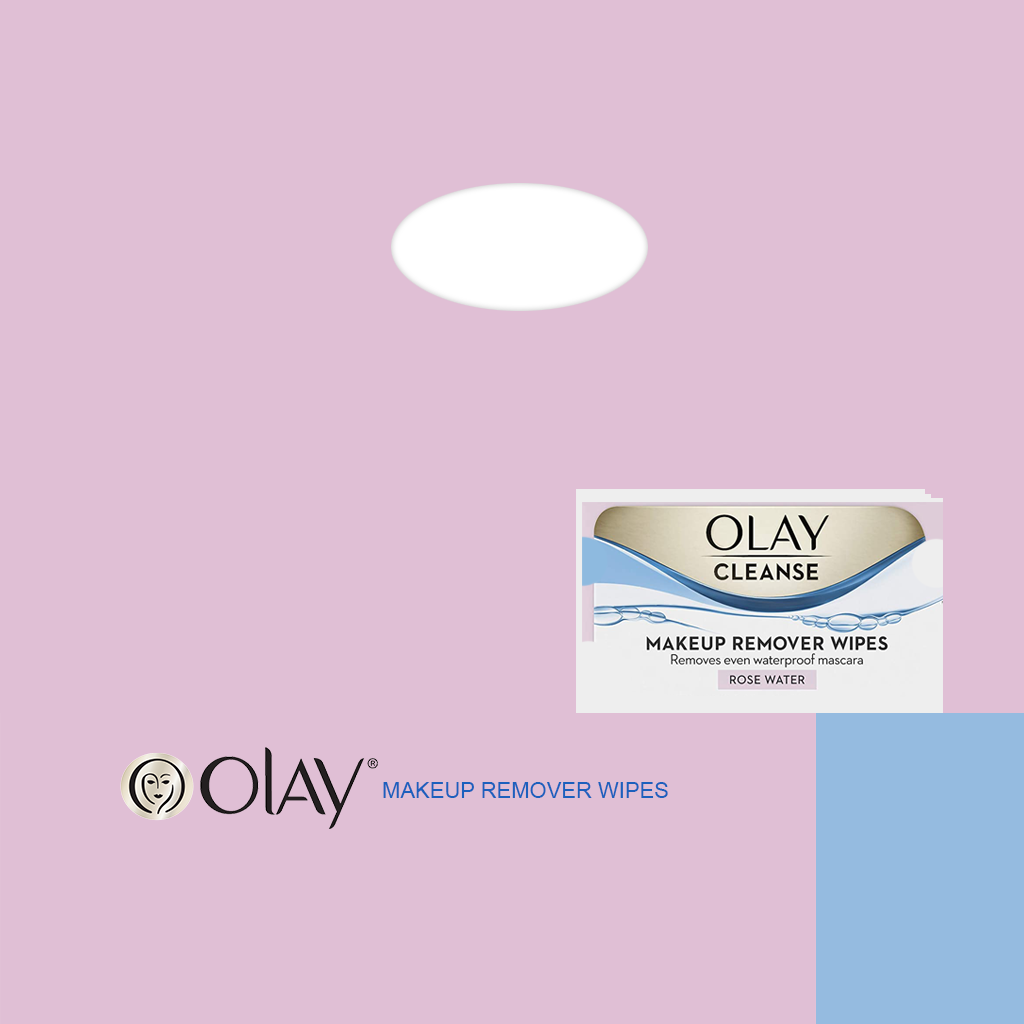 OLAY
CLEANSE
MAKEUP REMOVER WIPES
Removes even waterproof mascara
ROSE WATER
OLAY® MAKEUP REMOVER WIPES